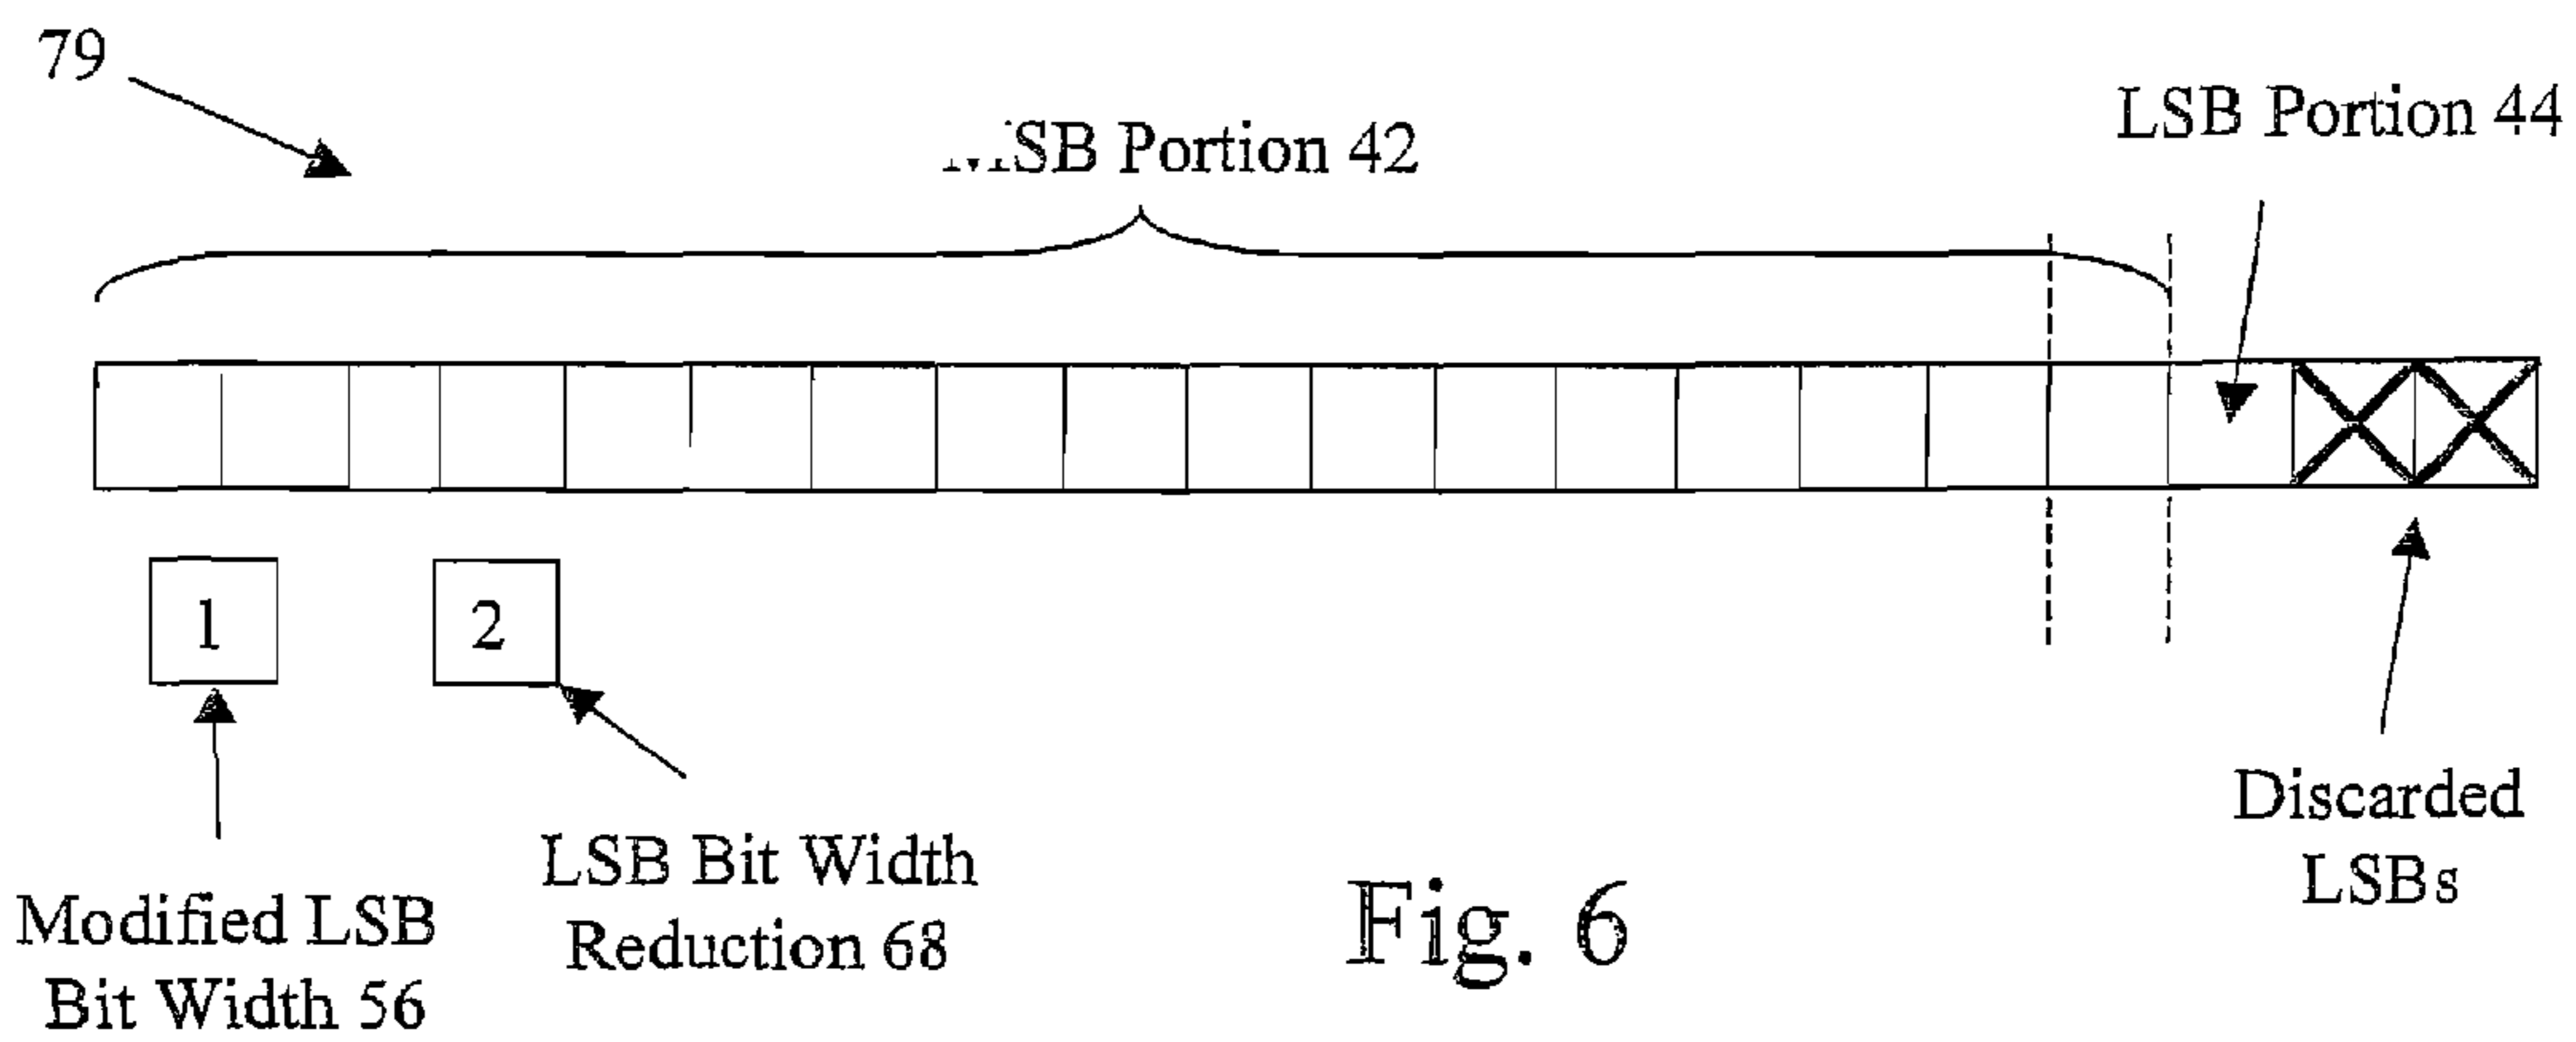 79
MSB Portion 42
LSB Portion 44
1
2
Modified LSB
Bit Width 56
LSB Bit Width
Reduction 68
Discarded
LSBs
Fig. 6